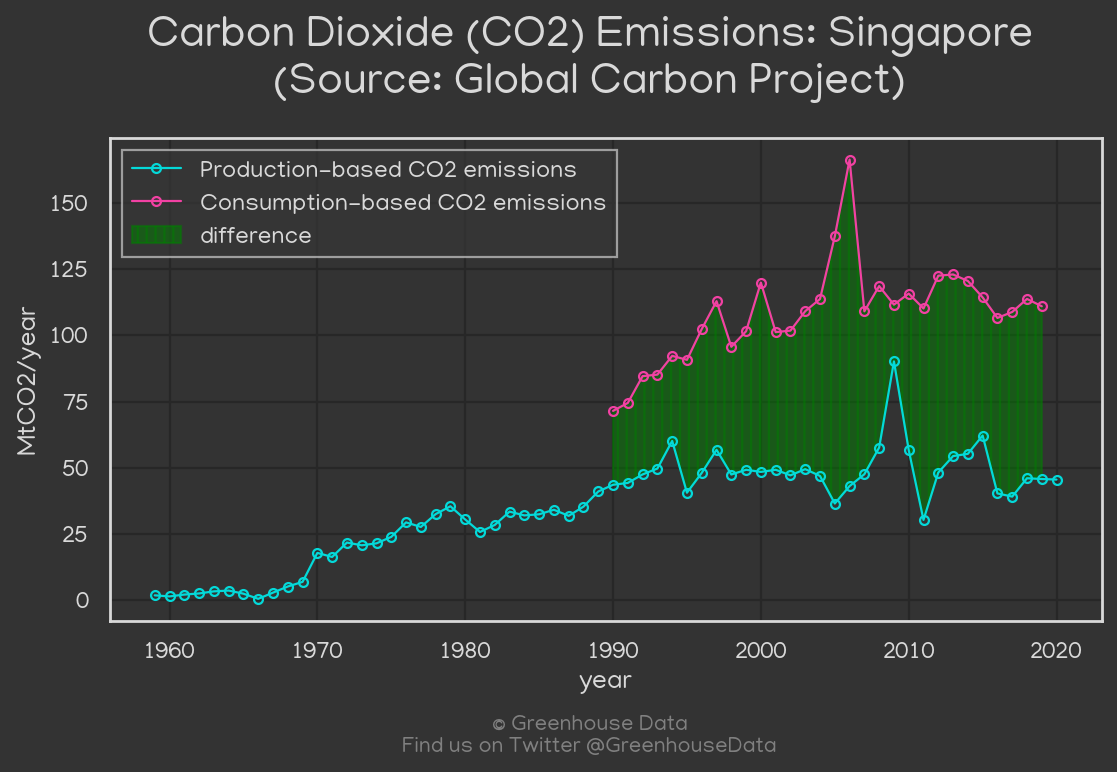 Carbon Dioxide (CO2) Emissions: Singapore
(Source: Global Carbon Project)
Production-based CO2 emissions
Consumption-based CO2 emissions
difference
MtCO2/year
150
125
100
75
50
25
0
1960 1970 1980 1990 2000 2010 2020
year
© Greenhouse Data
Find us on Twitter @GreenhouseData